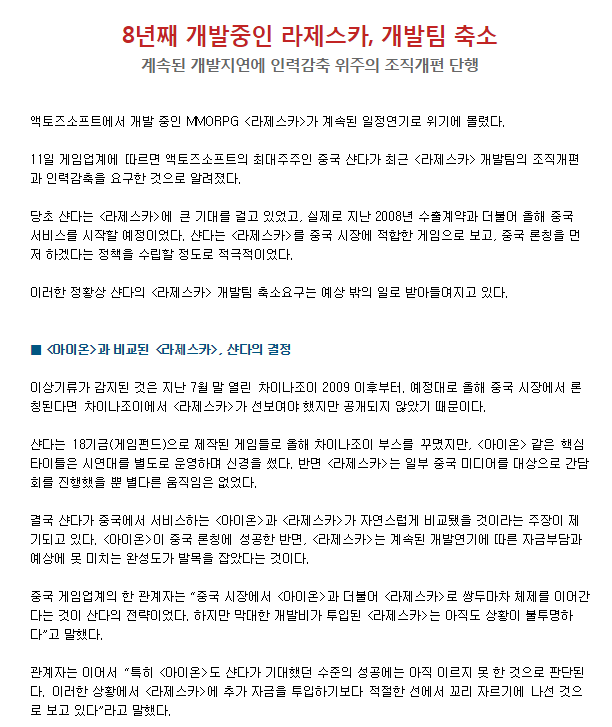 8년째 개발중인 라제스카, 개발팀 축소
계속된 개발지연에 인력감축 위주의 조직개편 단행
액토즈소프트에서 개발 중인 MMORPG <라제스카>가 계속된 일정연기로 위기에 몰렸다.
11일 게임업계에 따르면 액토즈소프트의 최대주주인 중국 샨다가 최근 <라제스카> 개발팀의 조직개편
과 인력감축을 요구한 것으로 알려졌다.
당초 샨다는 <라제스카>에 큰 기대를 걸고 있었고, 실제로 지난 2008년 수출계약과 더불어 올해 중국
서비스를 시작할 예정이었다. 샨다는 <라제스카>를 중국 시장에 적합한 게임으로 보고, 중국 론칭을 먼
저 하겠다는 정책을 수립할 정도로 적극적이었다.
이러한 정황상 샨다의 <라제스카> 개발팀 축소요구는 예상 밖의 일로 받아들여지고 있다.
■ <아이온>과 비교된 <라제스카>, 샨다의 결정
이상기류가 감지된 것은 지난 7월 말 열린 차이나조이 2009 이후부터. 예정대로 올해 중국 시장에서 론
칭된다면 차이나조이에서 <라제스카>가 선보여야 했지만 공개되지 않았기 때문이다.
샨다는 18기금(게임펀드)으로 제작된 게임들로 올해 차이나조이 부스를 꾸몄지만, <아이온> 같은 핵심
타이틀은 시연대를 별도로 운영하며 신경을 썼다. 반면 <라제스카>는 일부 중국 미디어를 대상으로 간담
회를 진행했을 뿐 별다른 움직임은 없었다.
결국 샨다가 중국에서 서비스하는 <아이온>과 <라제스카>가 자연스럽게 비교됐을 것이라는 주장이 제
기되고 있다. <아이온>이 중국 론칭에 성공한 반면, <라제스카>는 계속된 개발연기에 따른 자금부담과
예상에 못 미치는 완성도가 발목을 잡았다는 것이다.
중국 게임업계의 한 관계자는 “중국 시장에서 <아이온>과 더불어 <라제스카>로 쌍두마차 체제를 이어간
다는 것이 샨다의 전략이었다. 하지만 막대한 개발비가 투입된 <라제스카>는 아직도 상황이 불투명하
다”고 말했다.
관계자는 이어서 “특히 <아이온>도 샨다가 기대했던 수준의 성공에는 아직 이르지 못 한 것으로 판단된
다. 이러한 상황에서 <라제스카>에 추가 자금을 투입하기보다 적절한 선에서 꼬리 자르기에 나선 것으
로 보고 있다”라고 말했다.